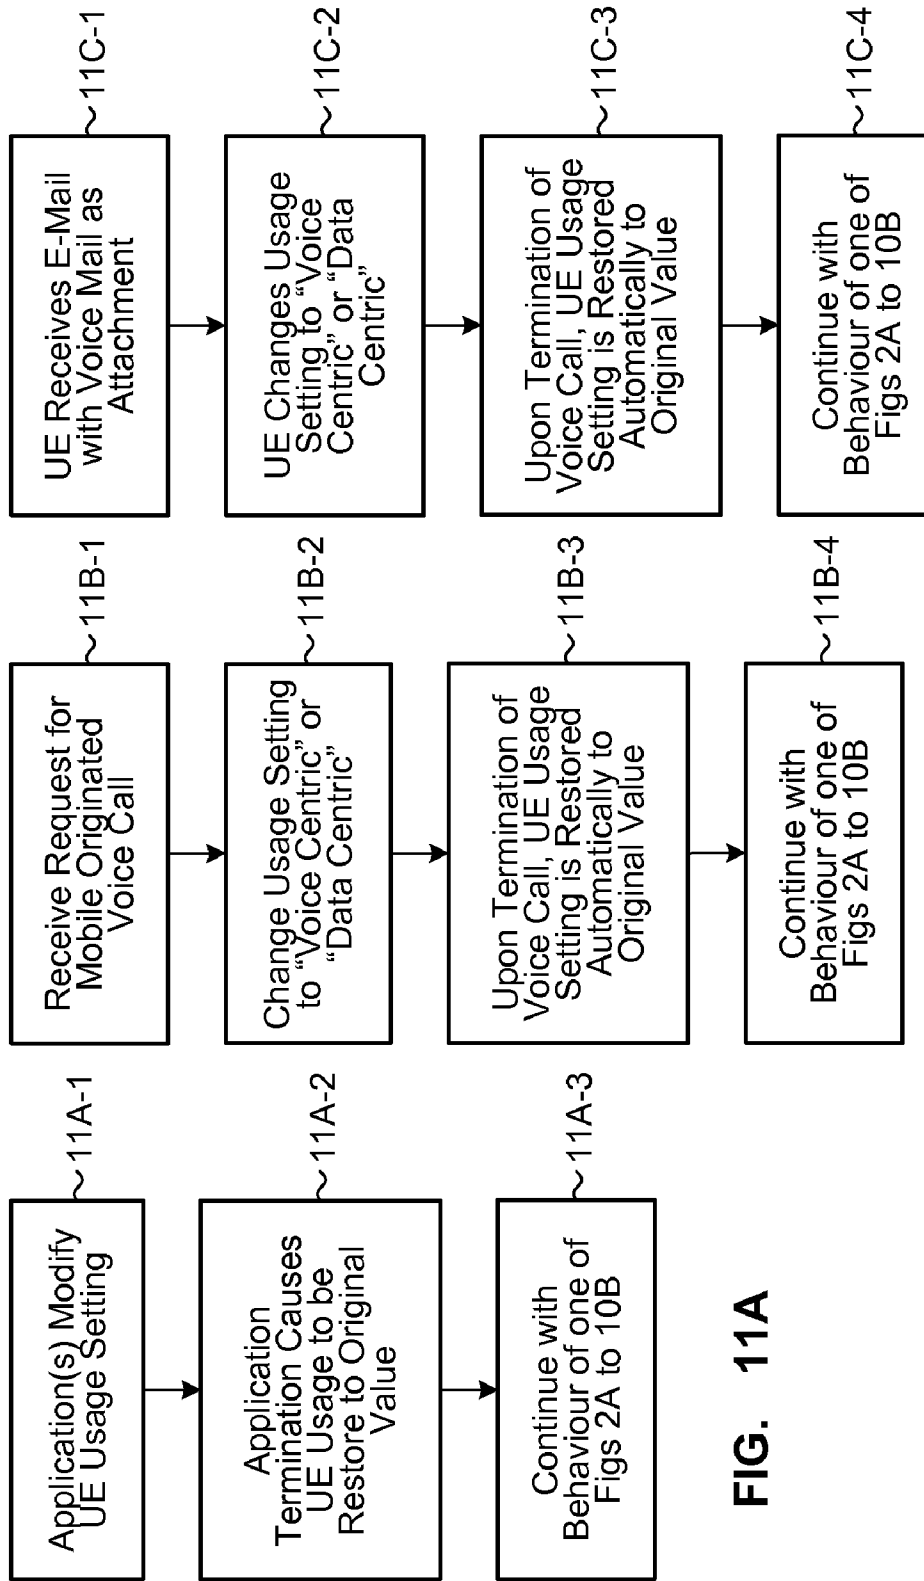 Application(s) Modify
UE Usage Setting
11A-1
Application
Termination Causes
UE Usage to be
Restore to Original
Value
11A-2
Continue with
Behaviour of one of
Figs 2A to 10B
11A-3
FIG. 11A
Receive Request for
Mobile Originated
Voice Call
11B-1
Change Usage Setting
to “Voice Centric” or
“Data Centric”
11B-2
Upon Termination of
Voice Call, UE Usage
Setting is Restored
Automatically to
Original Value
11B-3
Continue with
Behaviour of one of
Figs 2A to 10B
11B-4
UE Receives E-Mail
with Voice Mail as
Attachment
11C-1
UE Changes Usage
Setting to “Voice
Centric” or “Data
Centric”
11C-2
Upon Termination of
Voice Call, UE Usage
Setting is Restored
Automatically to
Original Value
11C-3
Continue with
Behaviour of one of
Figs 2A to 10B
11C-4